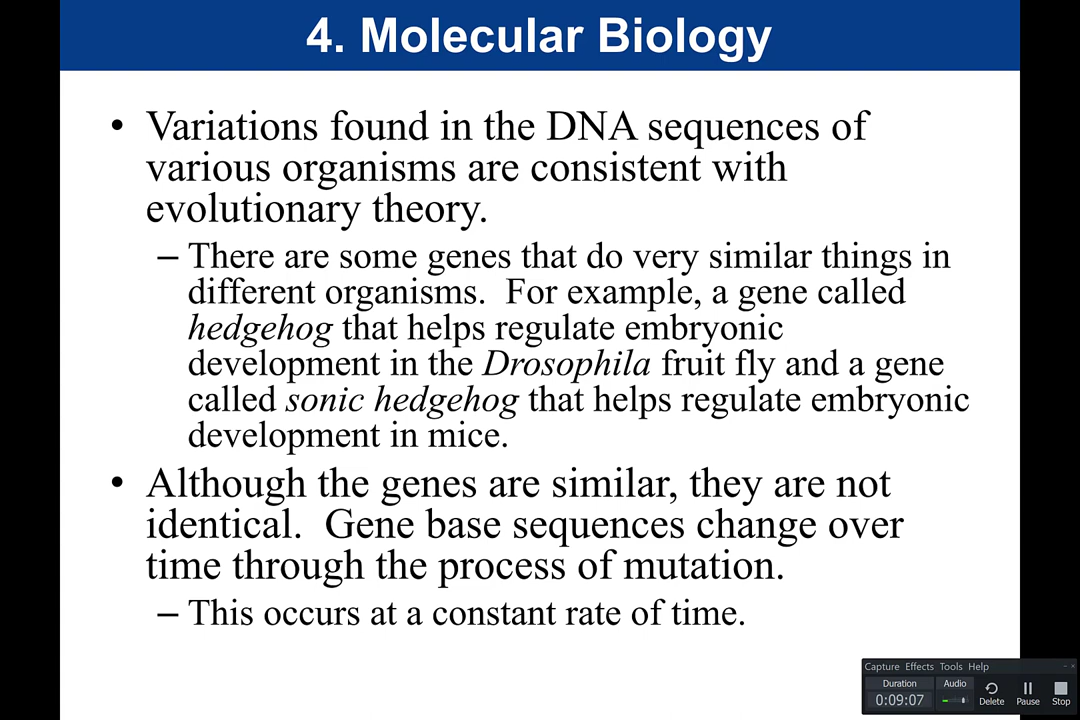 4. Molecular Biology
• Variations found in the DNA sequences of
various organisms are consistent with
evolutionary theory.
– There are some genes that do very similar things in
different organisms.  For example, a gene called
hedgehog that helps regulate embryonic
development in the Drosophila fruit fly and a gene
called sonic hedgehog that helps regulate embryonic
development in mice.
• Although the genes are similar, they are not
identical.  Gene base sequences change over
time through the process of mutation.
– This occurs at a constant rate of time.
Capture Effects Tools Help
Duration Audio
0:09:07 Delete Pause Stop